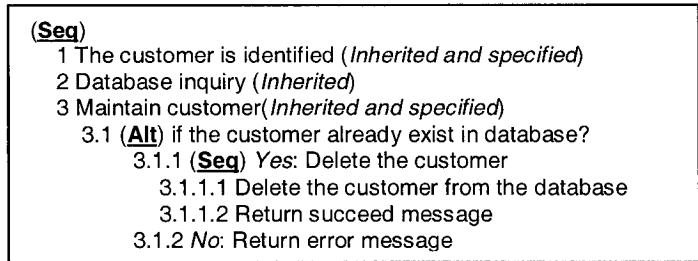 (Seq)
1 The customer is identified (Inherited and specified)
2 Database inquiry (Inherited)
3 Maintain customer(Inherited and specified)
3.1 (Alt) if the customer already exist in database?
3.1.1 (Seq) Yes: Delete the customer
3.1.1.1 Delete the customer from the database
3.1.1.2 Return succeed message
3.1.2 No: Return error message